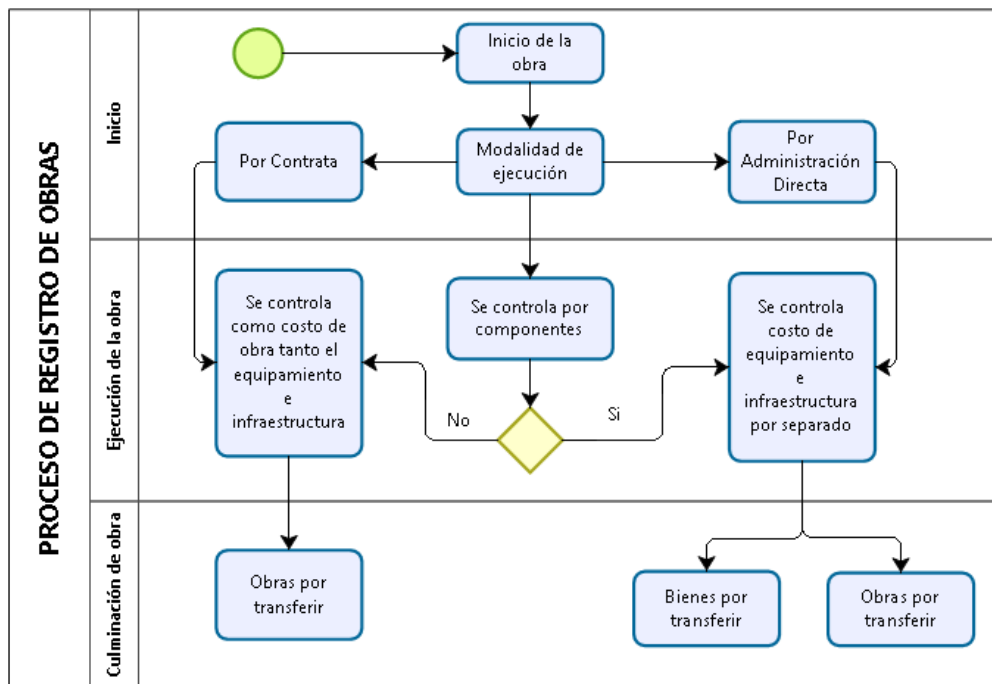 PROCESO DE REGISTRO DE OBRAS
Inicio
Inicio de la
obra
Por Contrata
Modalidad de
ejecución
Por
Administración
Directa
Ejecución de la obra
Se controla
como costo de
obra tanto el
equipamiento
e
infraestructura
Se controla por
componentes
No
Si
Se controla
costo de
equipamiento
e
infraestructura
por separado
Culminación de obra
Obras por
transferir
Bienes por
transferir
Obras por
transferir